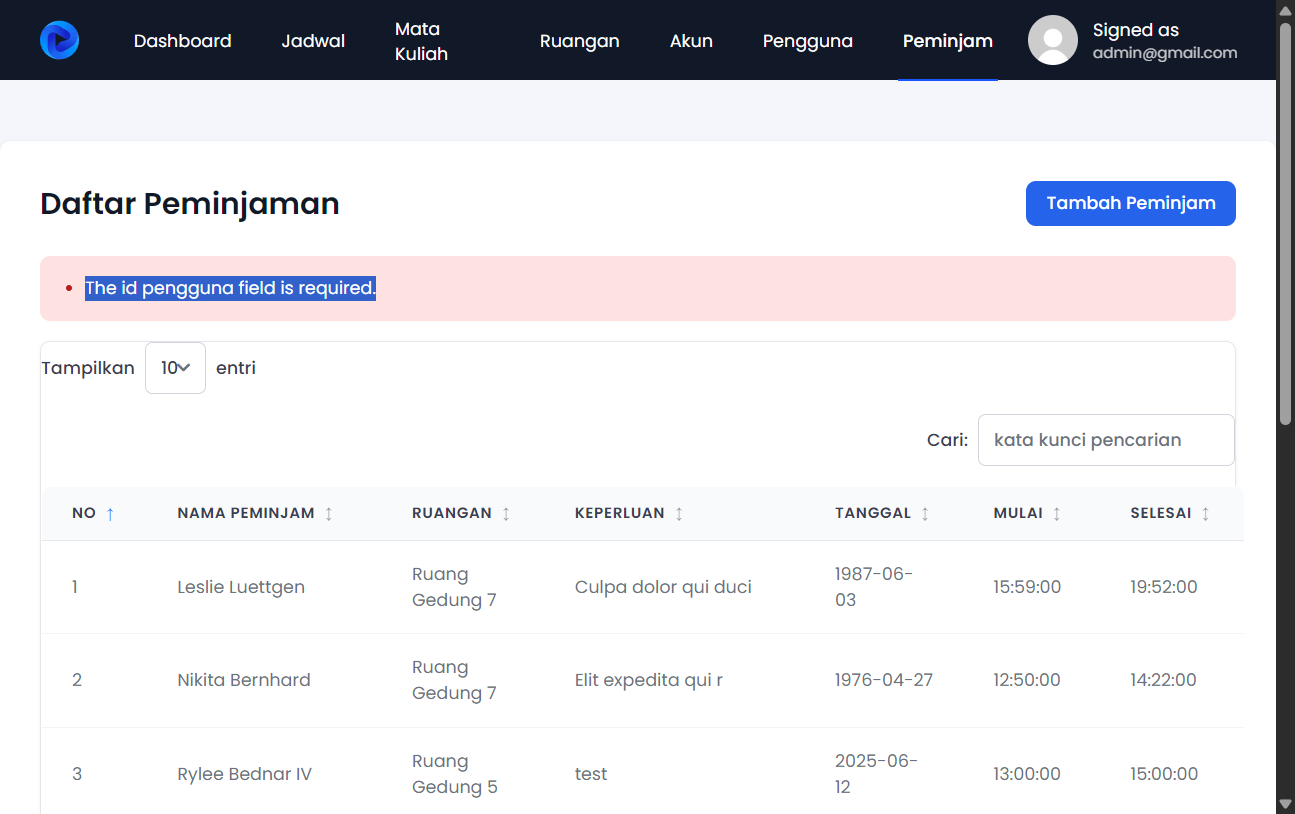 Dashboard Jadwal Mata Kuliah Ruangan Akun Pengguna Peminjam Signed as
admin@gmail.com
Daftar Peminjaman Tambah Peminjam
• The id pengguna field is required.
Tampilkan 10 entri
Cari: kata kunci pencarian
NO ↑ NAMA PEMINJAM ↕ RUANGAN ↕ KEPERLUAN ↕ TANGGAL ↕ MULAI ↕ SELESAI ↕
1 Leslie Luettgen Ruang Gedung 7 Culpa dolor qui duci 1987-06-03 15:59:00 19:52:00
2 Nikita Bernhard Ruang Gedung 7 Elit expedita qui r 1976-04-27 12:50:00 14:22:00
3 Rylee Bednar IV Ruang Gedung 5 test 2025-06-12 13:00:00 15:00:00